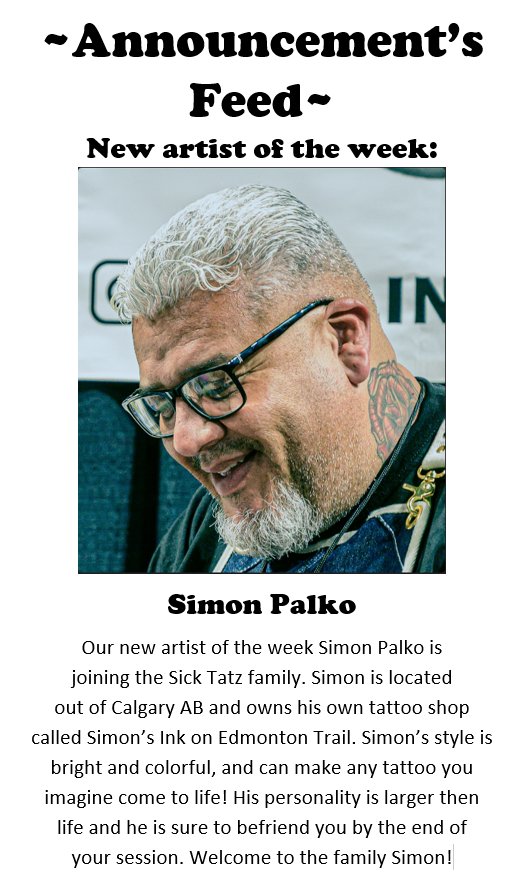 ~Announcement’s
Feed~
New artist of the week:
IN
Simon Palko
Our new artist of the week Simon Palko is
joining the Sick Tatz family. Simon is located
out of Calgary AB and owns his own tattoo shop
called Simon’s Ink on Edmonton Trail. Simon’s style is
bright and colorful, and can make any tattoo you
imagine come to life! His personality is larger then
life and he is sure to befriend you by the end of
your session. Welcome to the family Simon!